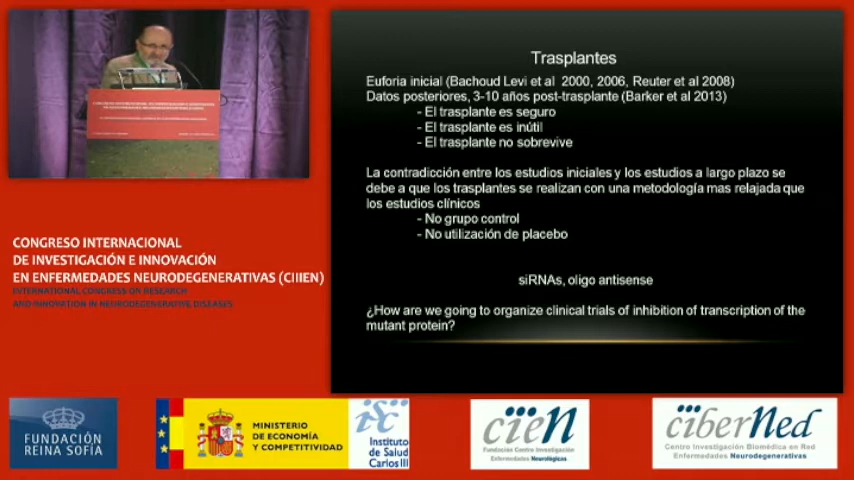 Trasplantes
Euforia inicial (Bachoud Levi et al 2000, 2006, Reuter et al 2008)
Datos posteriores, 3-10 años post-trasplante (Barker et al 2013)
- El trasplante es seguro
- El trasplante es inútil
- El trasplante no sobrevive
La contradicción entre los estudios iniciales y los estudios a largo plazo se
debe a que los trasplantes se realizan con una metodología mas relajada que
los estudios clínicos
- No grupo control
- No utilización de placebo
siRNAs, oligo antisense
¿How are we going to organize clinical trials of inhibition of transcription of the
mutant protein?
CONGRESO INTERNACIONAL
DE INVESTIGACIÓN E INNOVACIÓN
EN ENFERMEDADES NEURODEGENERATIVAS (CIIIEN)
INTERNATIONAL CONGRESS ON RESEARCH
AND INNOVATION IN NEURODEGENERATIVE DISEASES
FUNDACIÓN
REINA SOFÍA
MINISTERIO
DE ECONOMÍA
Y COMPETITIVIDAD
isc
Instituto
de Salud
Carlos III
cien
Fundación Centro Investigación
Enfermedades Neurológicas
ciberned
Centro Investigación Biomédica en Red
Enfermedades Neurodegenerativas